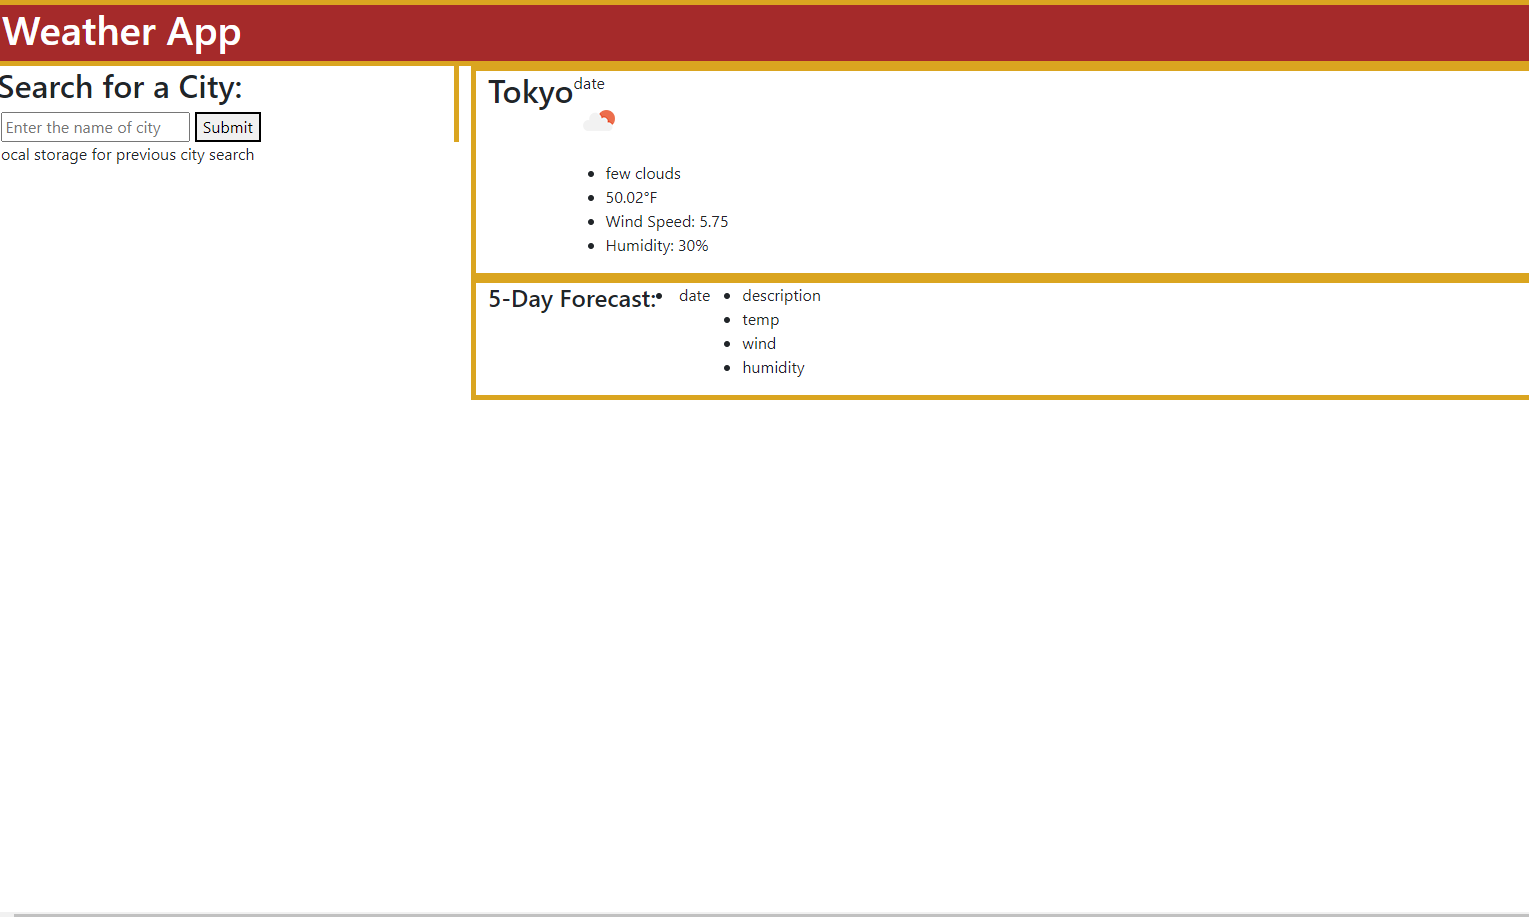 Weather App
Search for a City:
Enter the name of city Submit
ocal storage for previous city search
Tokyo date
few clouds
50.02°F
Wind Speed: 5.75
Humidity: 30%
5-Day Forecast: • date • description
• temp
• wind
• humidity